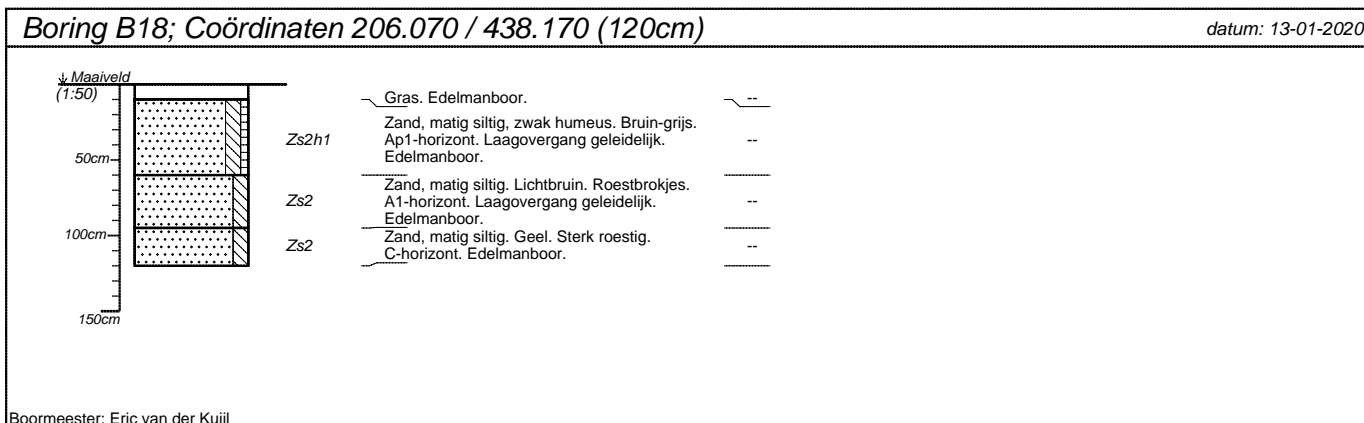 Boring B18; Coördinaten 206.070 / 438.170 (120cm)
datum: 13-01-2020
Maaiveld
(1:50)
Gras. Edelmanboor.
--
Zand, matig siltig, zwak humeus. Bruin-grijs.
Zs2h1
Ap1-horizont. Laagovergang geleidelijk.
--
Edelmanboor.
50cm
Zand, matig siltig. Lichtbruin. Roestbrokjes.
Zs2
A1-horizont. Laagovergang geleidelijk.
--
Edelmanboor.
100cm
Zand, matig siltig. Geel. Sterk roestig.
Zs2
--
C-horizont. Edelmanboor.
150cm
Boormeester: Eric van der Kuijl